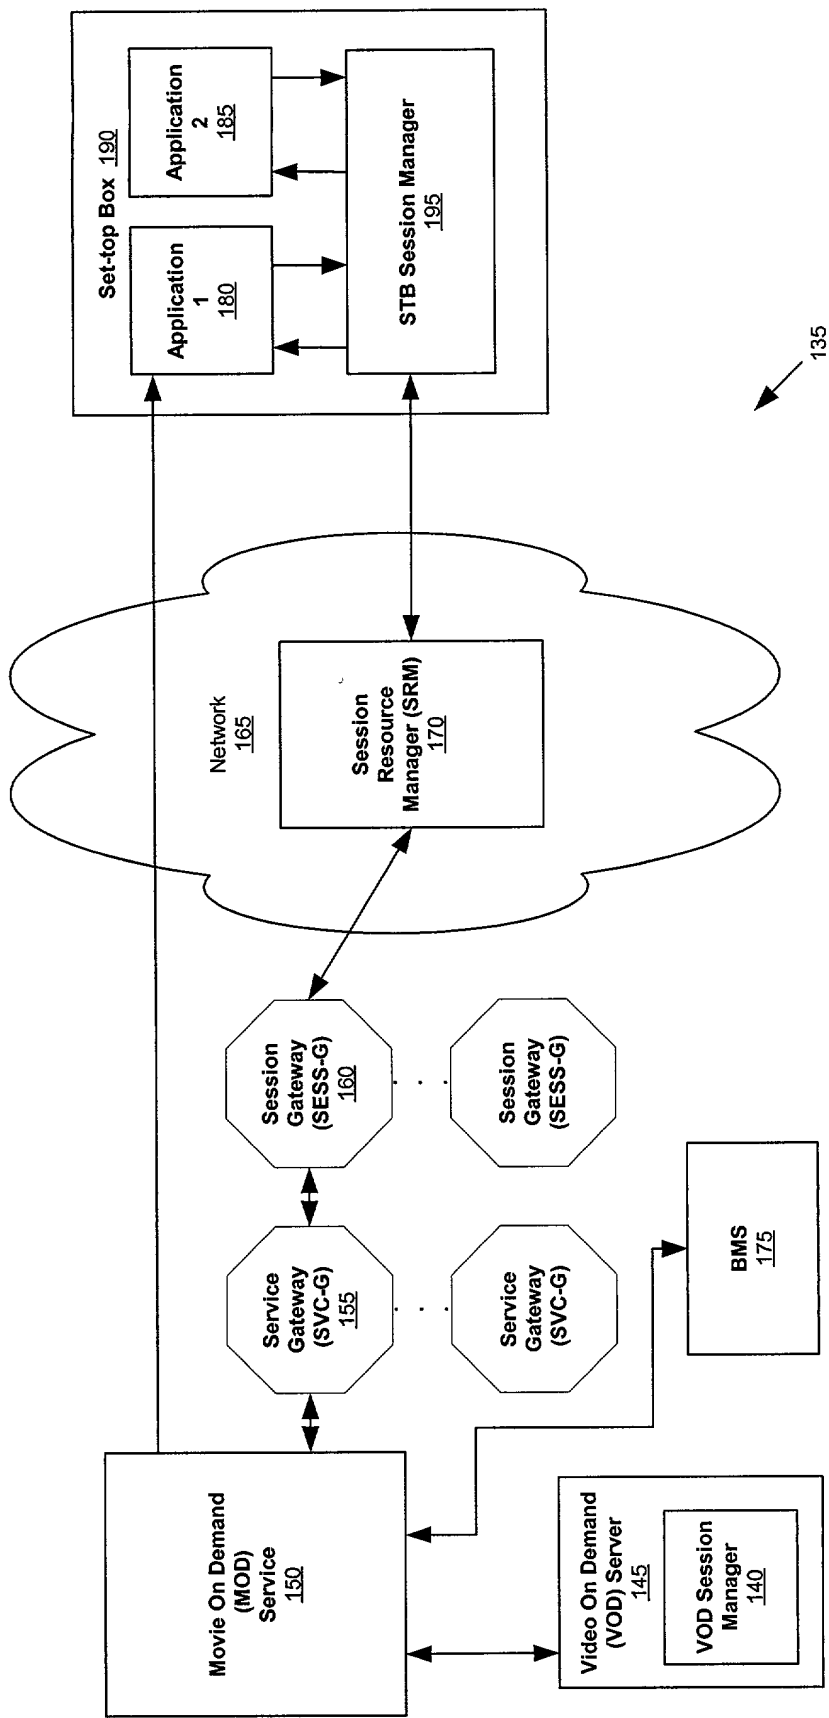 Movie On Demand
(MOD)
Service
150
Video On Demand
(VOD) Server
145
VOD Session
Manager
140
Service
Gateway
(SVC-G)
155
. . .
Service
Gateway
(SVC-G)
BMS
175
Session
Gateway
(SESS-G)
160
. . .
Session
Gateway
(SESS-G)
Network
165
Session
Resource
Manager (SRM)
170
Set-top Box 190
Application
1
180
Application
2
185
STB Session Manager
195
135